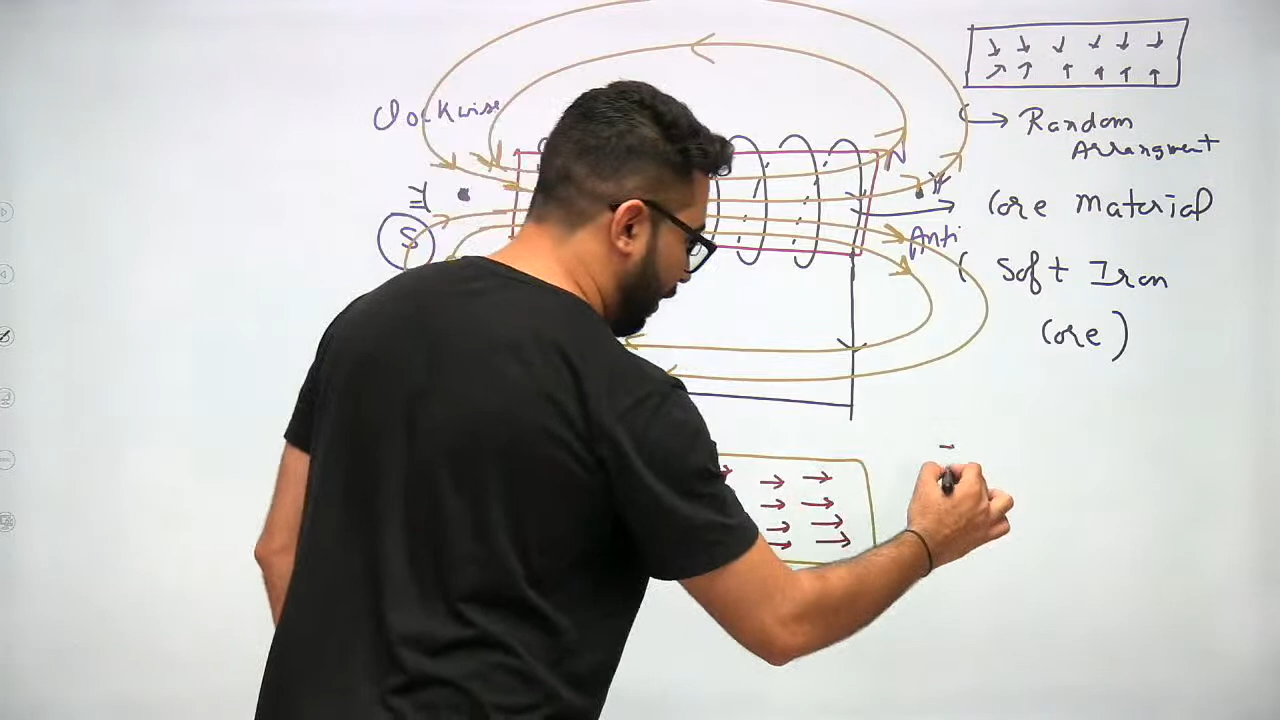 Clockwise
Random
Arrangment
N
Y
Core Material
S
Anti
( Soft Iron
Core )